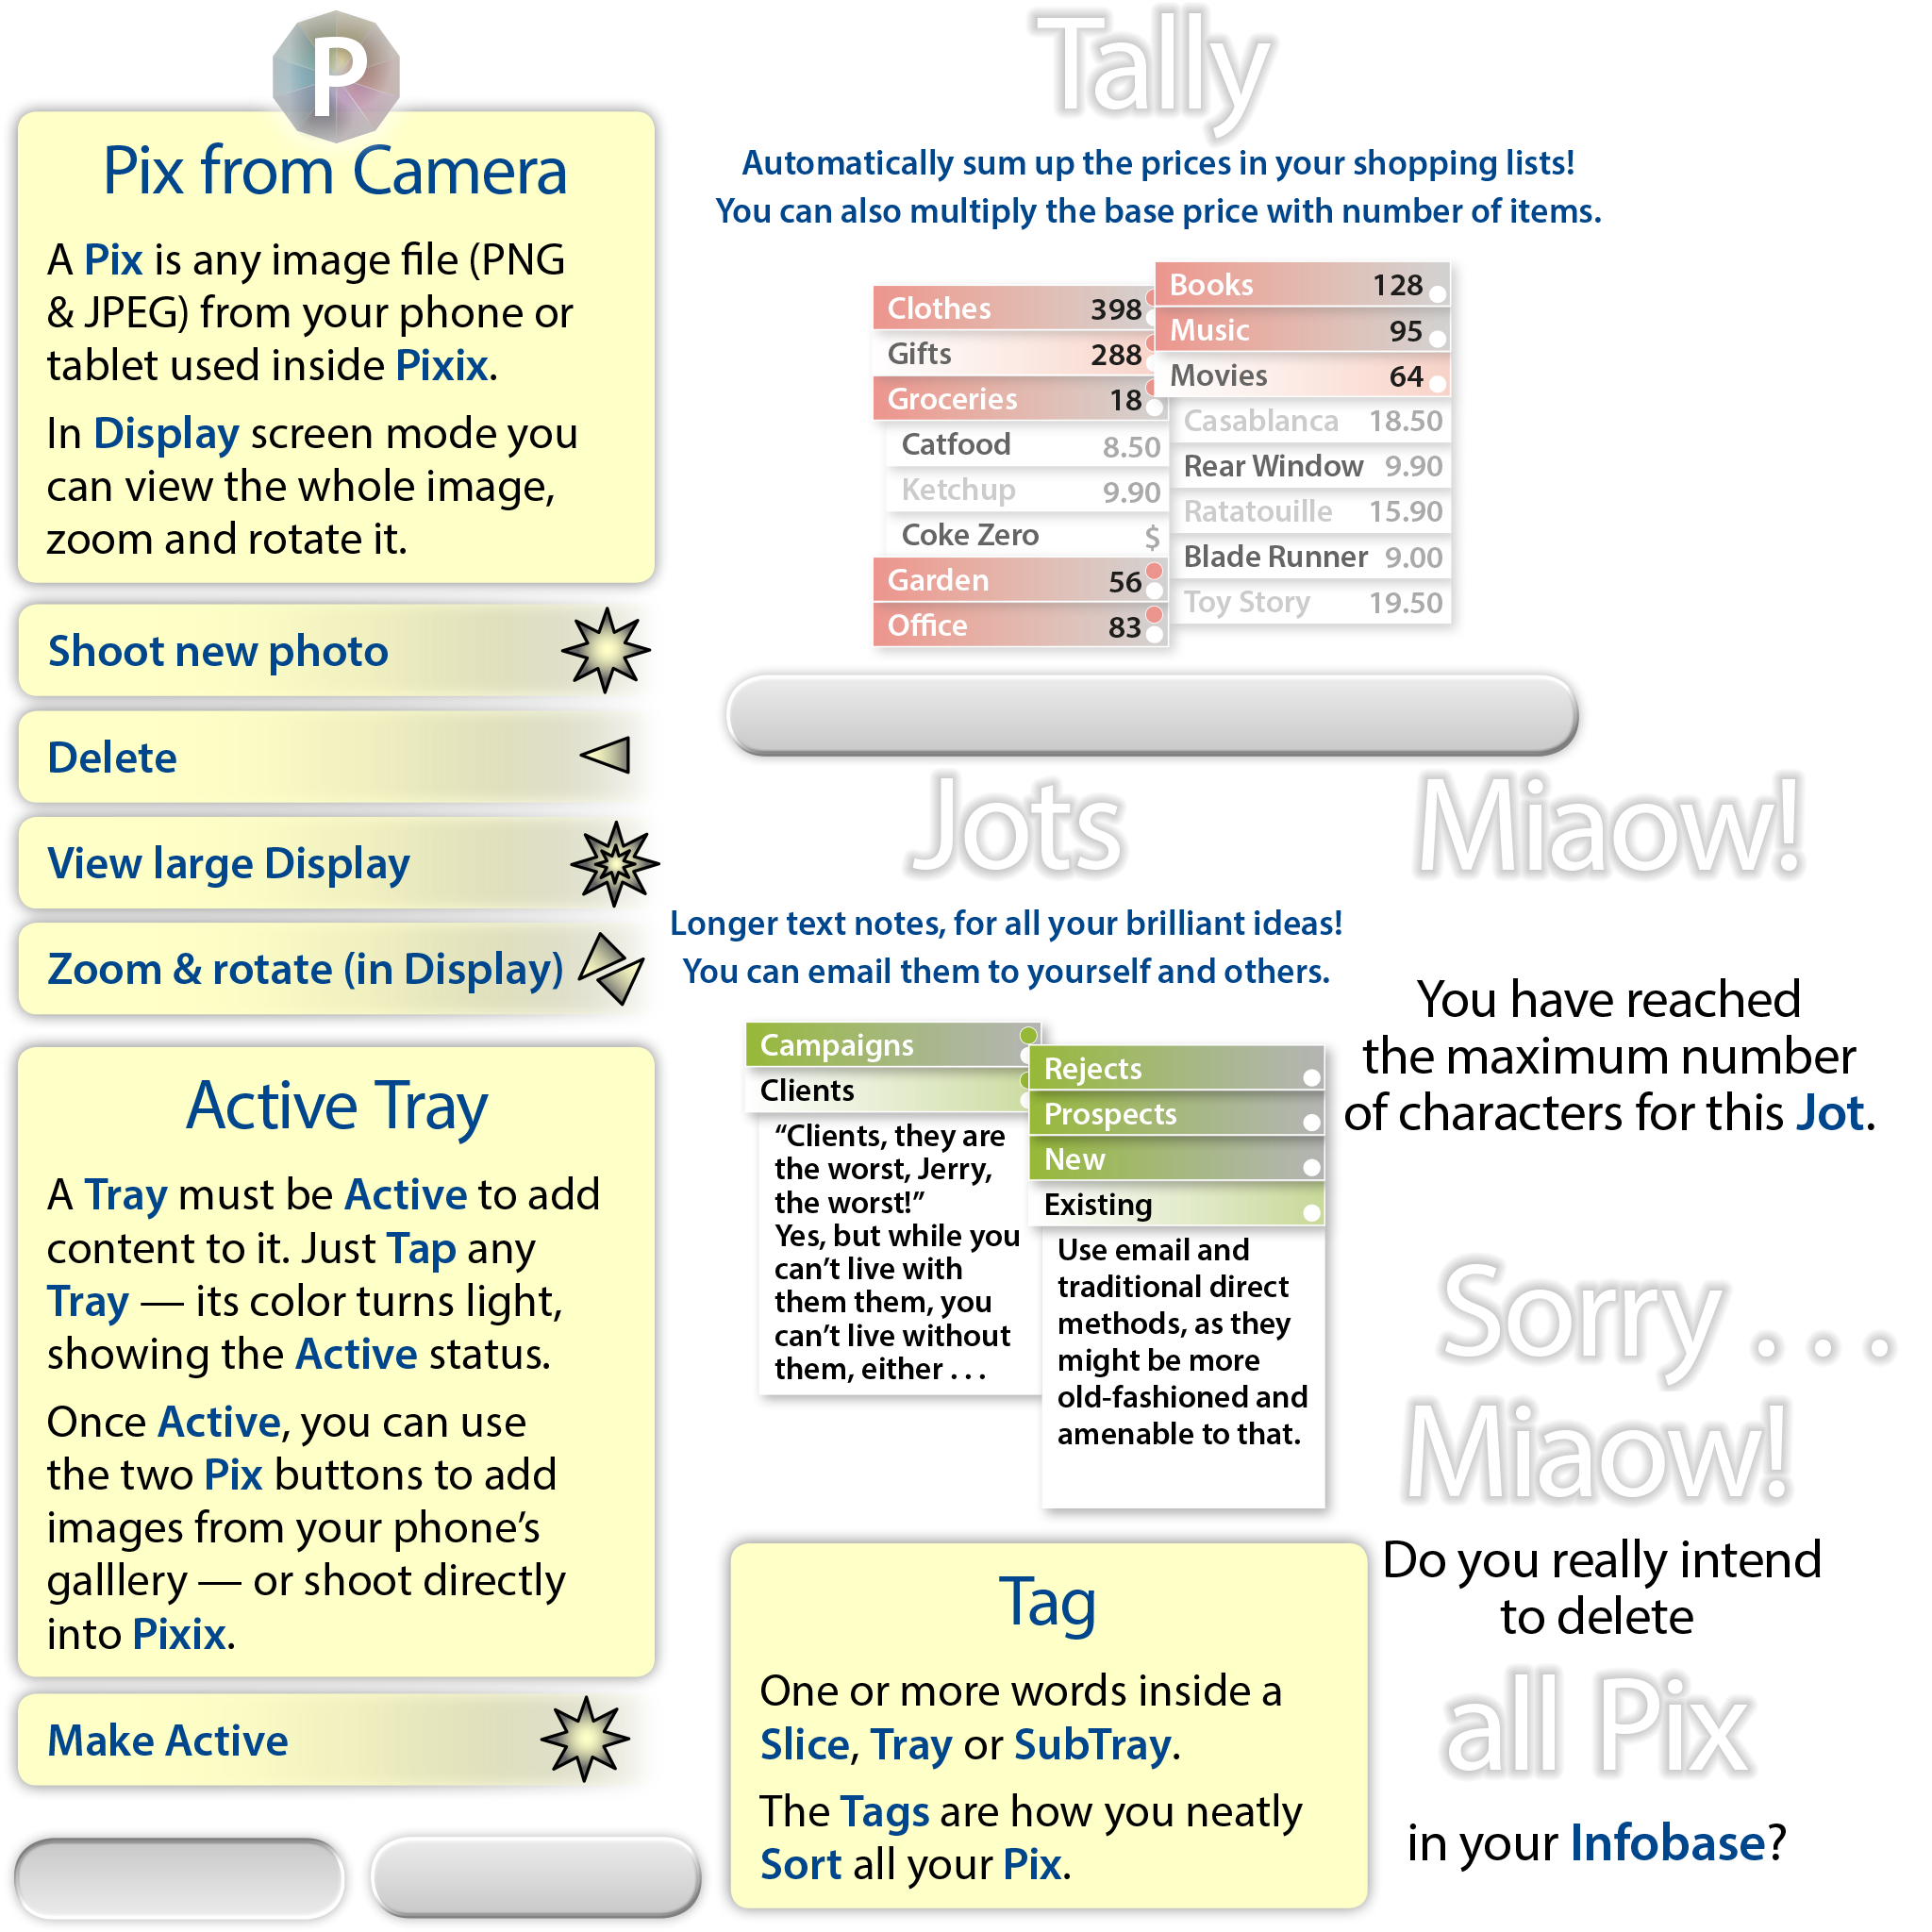 P
Pix from Camera
A Pix is any image file (PNG
& JPEG) from your phone or
tablet used inside Pixix.
In Display screen mode you
can view the whole image,
zoom and rotate it.
Shoot new photo
Delete
View large Display
Zoom & rotate (in Display)
Active Tray
A Tray must be Active to add
content to it. Just Tap any
Tray — its color turns light,
showing the Active status.
Once Active, you can use
the two Pix buttons to add
images from your phone’s
galllery — or shoot directly
into Pixix.
Make Active
Tally
Automatically sum up the prices in your shopping lists!
You can also multiply the base price with number of items.
Clothes 398
Gifts 288
Groceries 18
Catfood 8.50
Ketchup 9.90
Coke Zero $
Garden 56
Office 83
Books 128
Music 95
Movies 64
Casablanca 18.50
Rear Window 9.90
Ratatouille 15.90
Blade Runner 9.00
Toy Story 19.50
Jots
Longer text notes, for all your brilliant ideas!
You can email them to yourself and others.
Campaigns
Clients
“Clients, they are
the worst, Jerry,
the worst!”
Yes, but while you
can’t live with
them them, you
can’t live without
them, either . . .
Rejects
Prospects
New
Existing
Use email and
traditional direct
methods, as they
might be more
old-fashioned and
amenable to that.
Tag
One or more words inside a
Slice, Tray or SubTray.
The Tags are how you neatly
Sort all your Pix.
Miaow!
You have reached
the maximum number
of characters for this Jot.
Sorry . . .
Miaow!
Do you really intend
to delete
all Pix
in your Infobase?